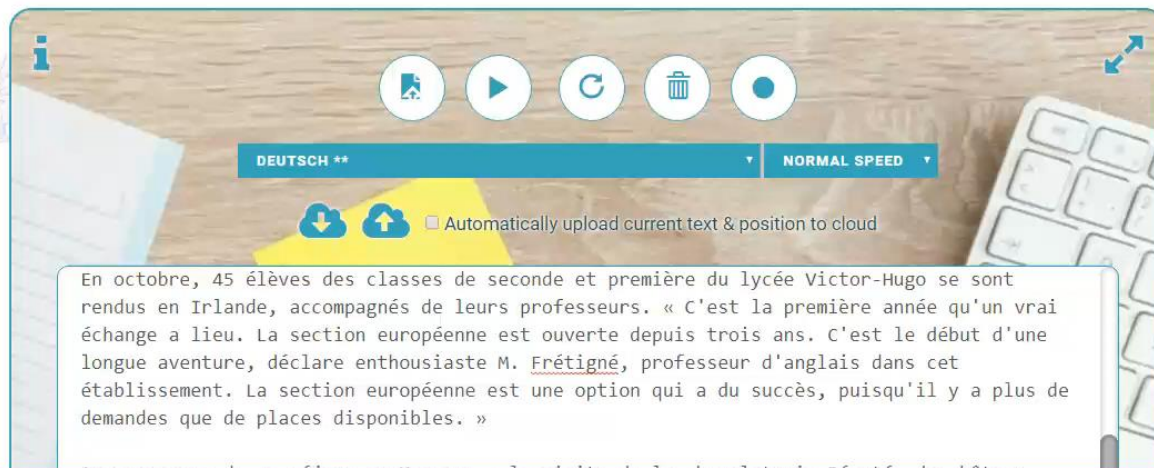 DEUTSCH ** NORMAL SPEED
Automatically upload current text & position to cloud
En octobre, 45 élèves des classes de seconde et première du lycée Victor-Hugo se sont
rendus en Irlande, accompagnés de leurs professeurs. « C'est la première année qu'un vrai
échange a lieu. La section européenne est ouverte depuis trois ans. C'est le début d'une
longue aventure, déclare enthousiaste M. Frétigné, professeur d'anglais dans cet
établissement. La section européenne est une option qui a du succès, puisqu'il y a plus de
demandes que de places disponibles. »